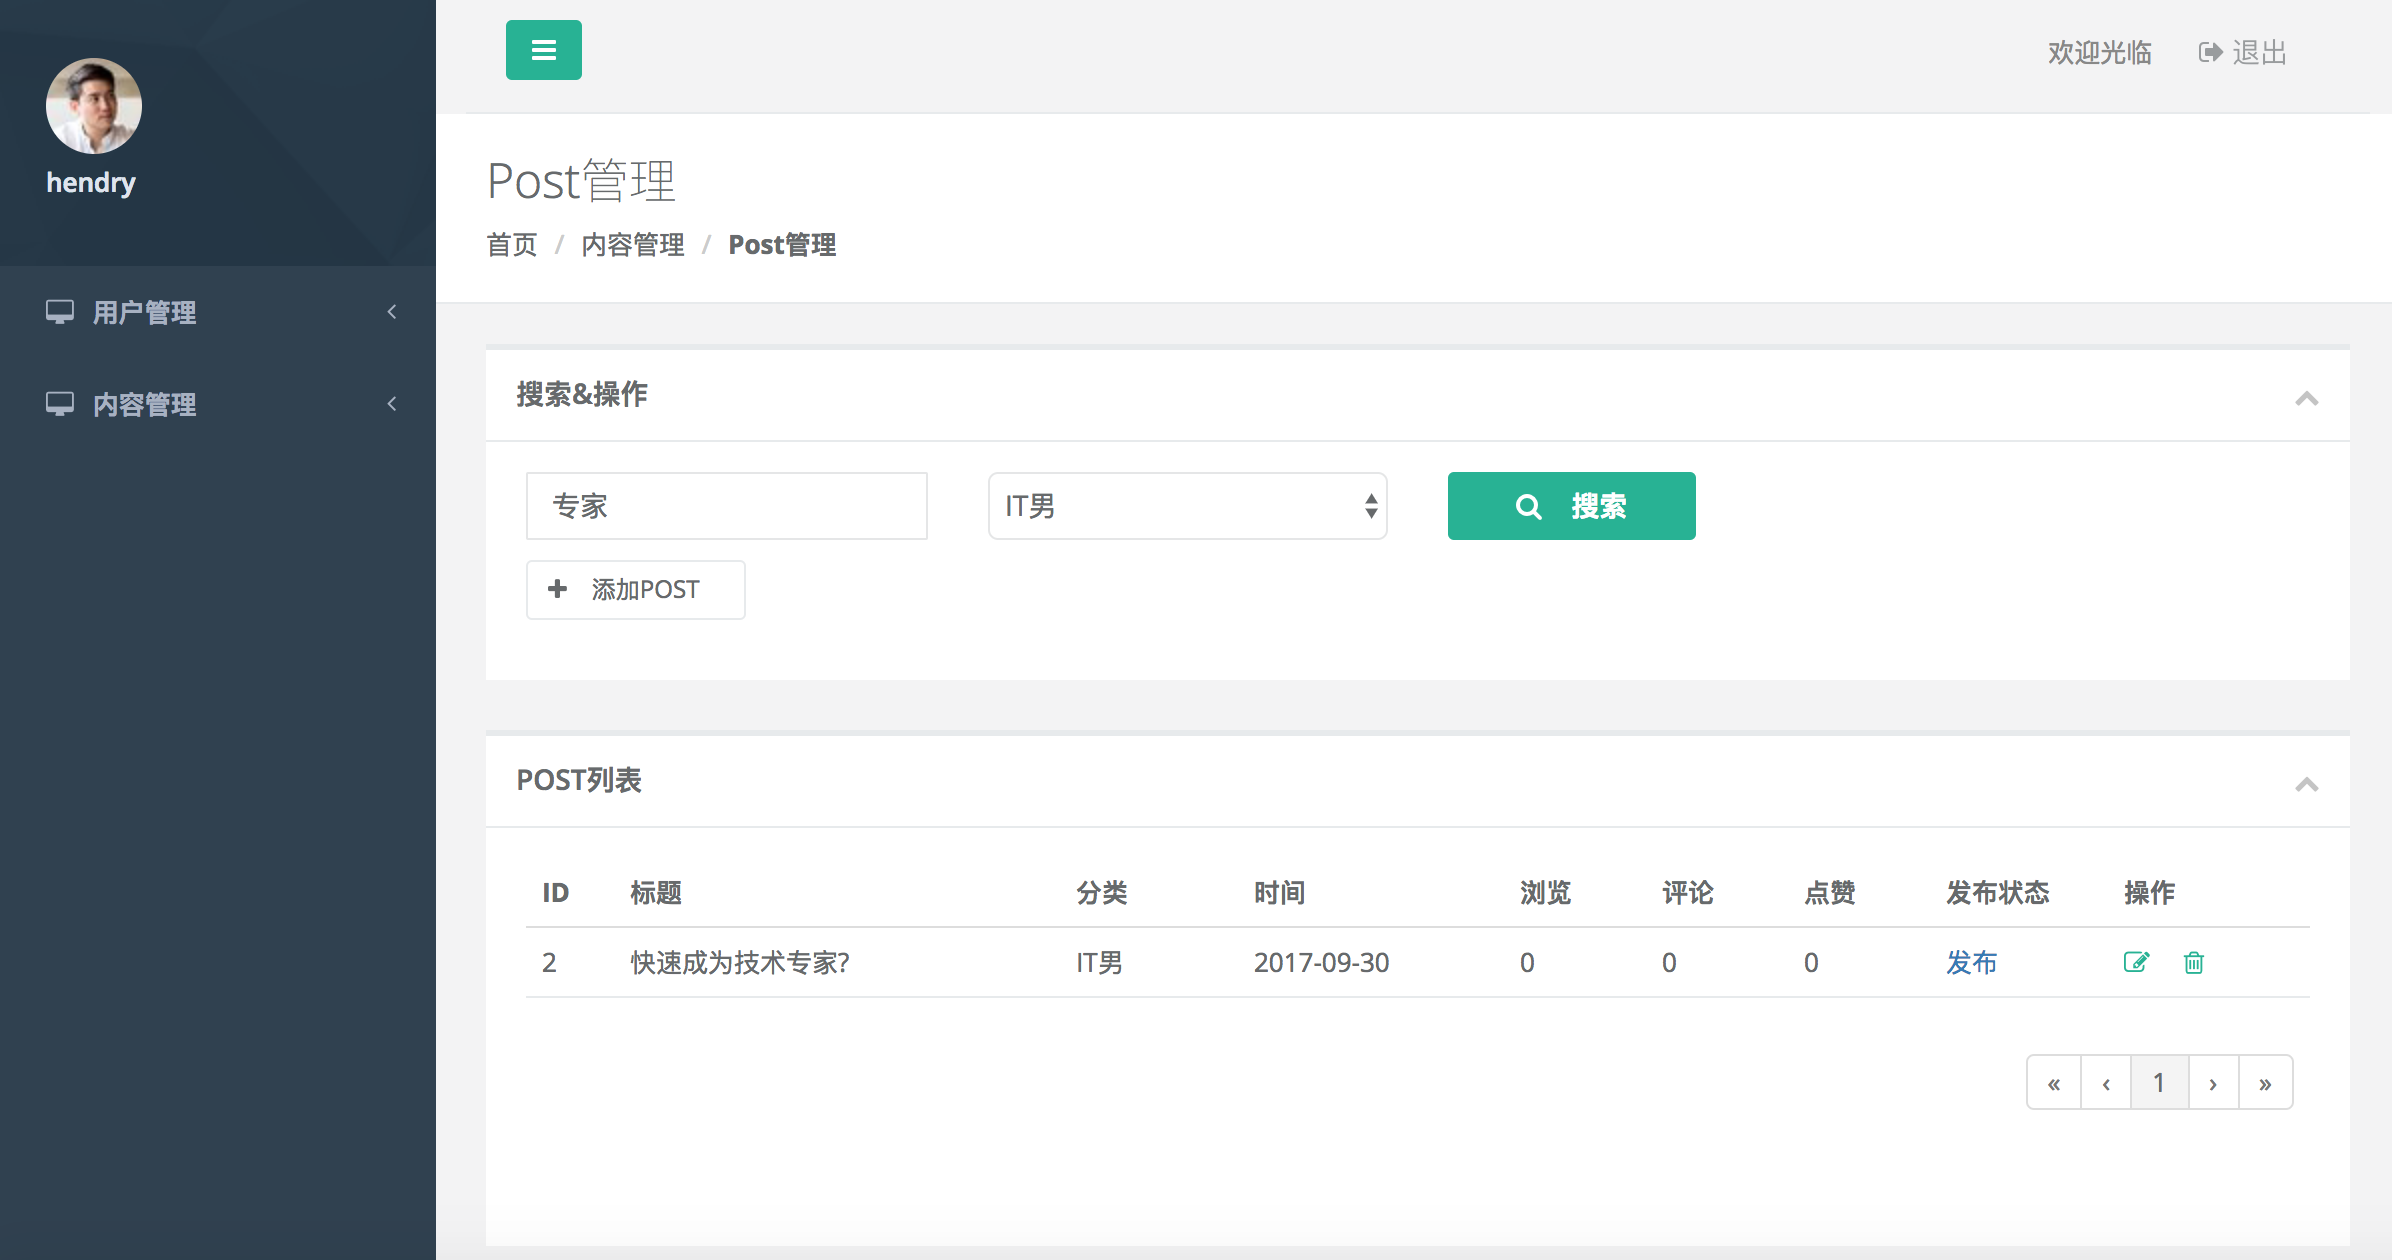 hendry
用户管理
内容管理
欢迎光临 退出
Post管理
首页 / 内容管理 / Post管理
搜索&操作
专家 IT男 搜索
添加POST
POST列表
ID 标题 分类 时间 浏览 评论 点赞 发布状态 操作
2 快速成为技术专家? IT男 2017-09-30 0 0 0 发布
« ‹ 1 › »